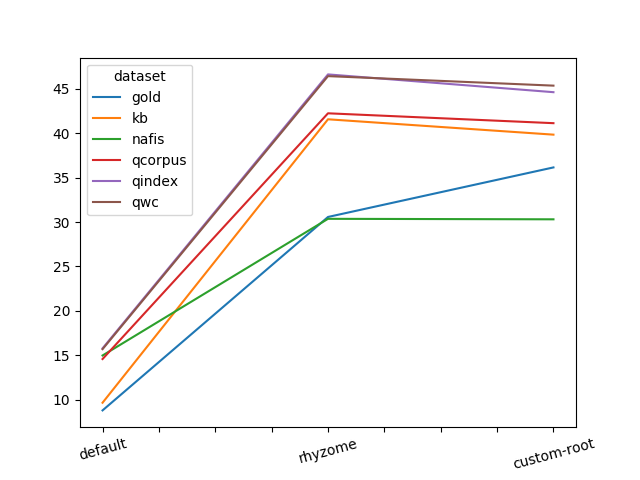 dataset
gold
kb
nafis
qcorpus
qindex
qwc
45
40
35
30
25
20
15
10
default
rhyzome
custom-root